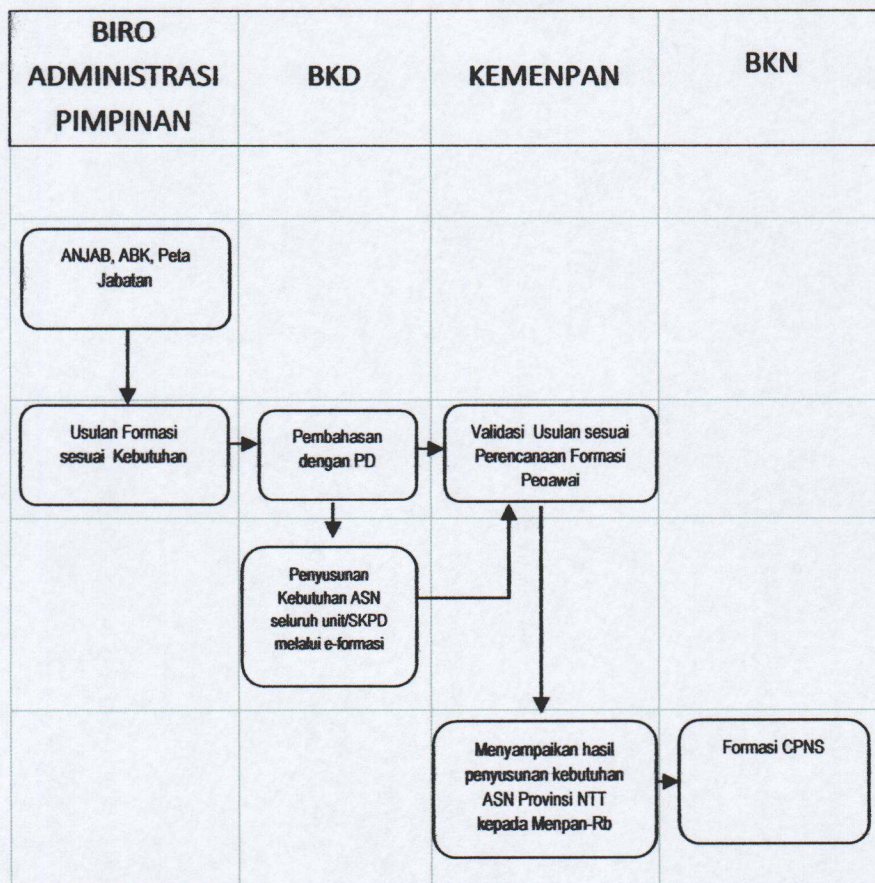 BIRO
ADMINISTRASI
PIMPINAN
BKD
KEMENPAN
BKN
ANJAB, ABK, Peta
Jabatan
Usulan Formasi
sesuai Kebutuhan
Pembahasan
dengan PD
Validasi Usulan sesuai
Perencanaan Formasi
Pegawai
Penyusunan
Kebutuhan ASN
seluruh unit/SKPD
melalui e-formasi
Menyampaikan hasil
penyusunan kebutuhan
ASN Provinsi NTT
kepada Menpan-Rb
Formasi CPNS